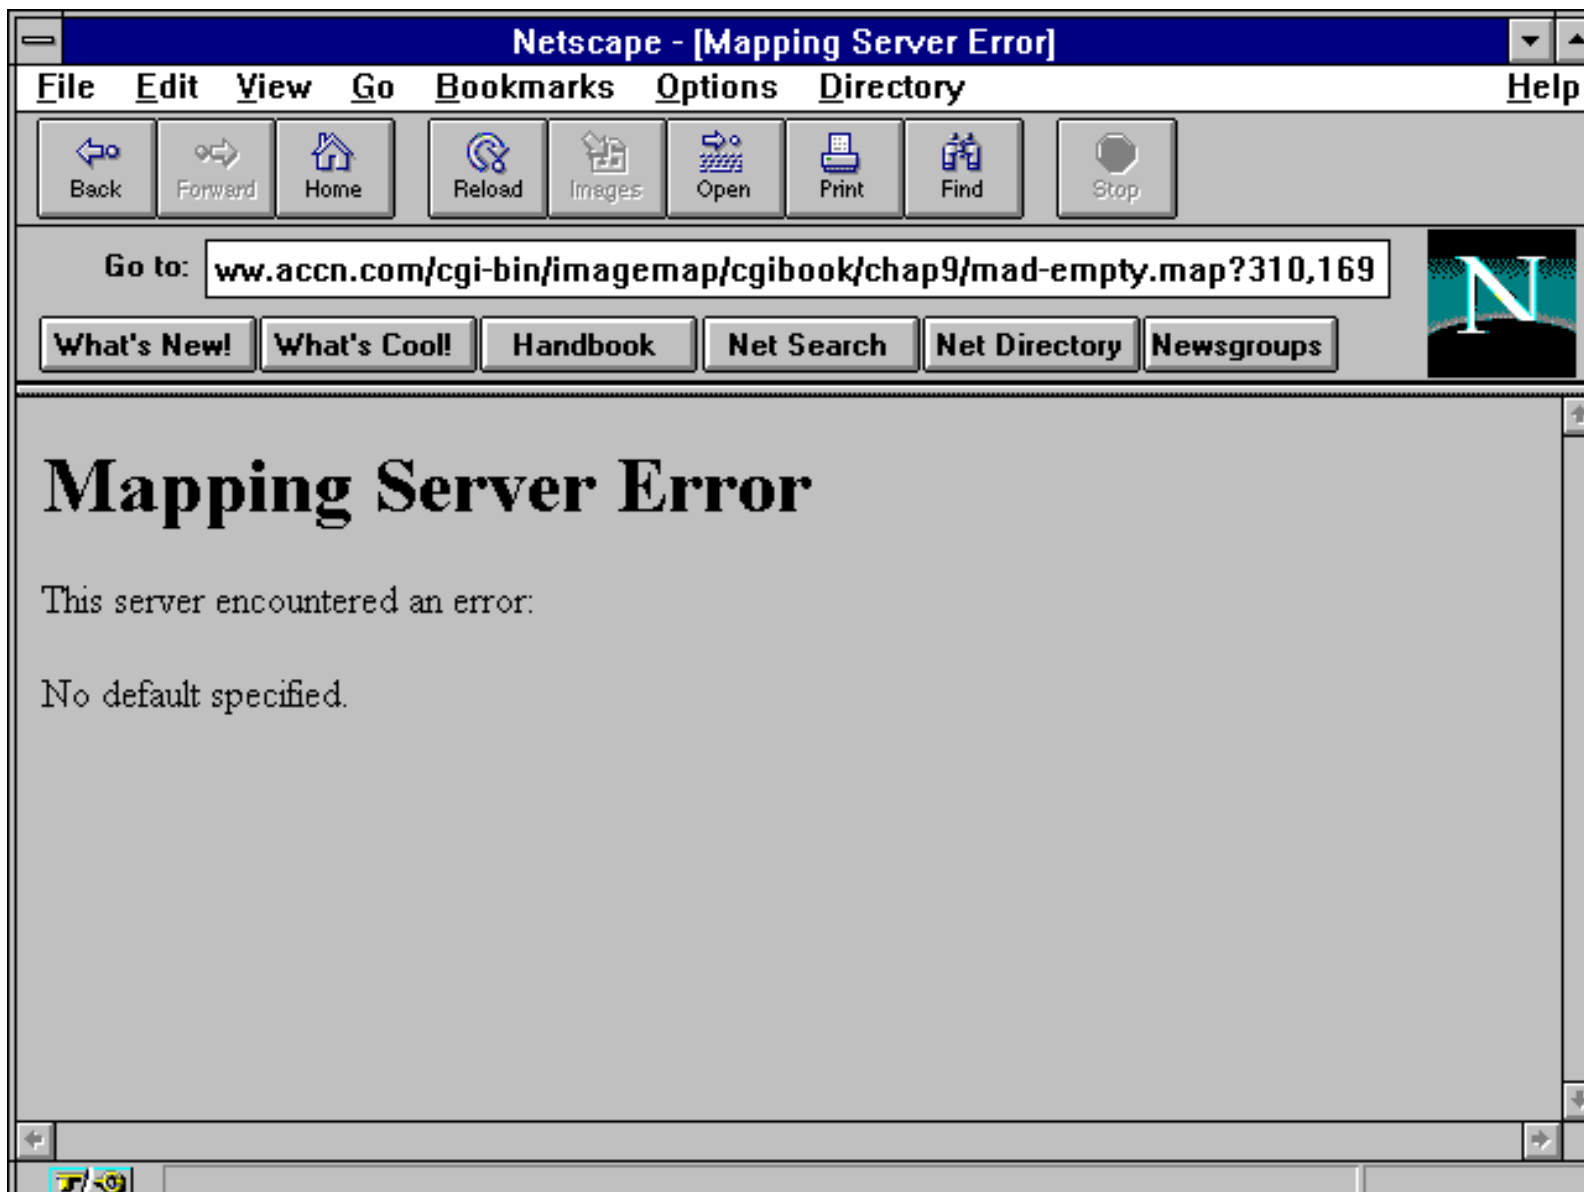 Netscape - [Mapping Server Error]
File Edit View Go Bookmarks Options Directory Help
Back Forward Home Reload Images Open Print Find Stop
Go to: ww.accn.com/cgi-bin/imagemap/cgibook/chap9/mad-empty.map?310,169
N
What's New! What's Cool! Handbook Net Search Net Directory Newsgroups
Mapping Server Error
This server encountered an error:
No default specified.